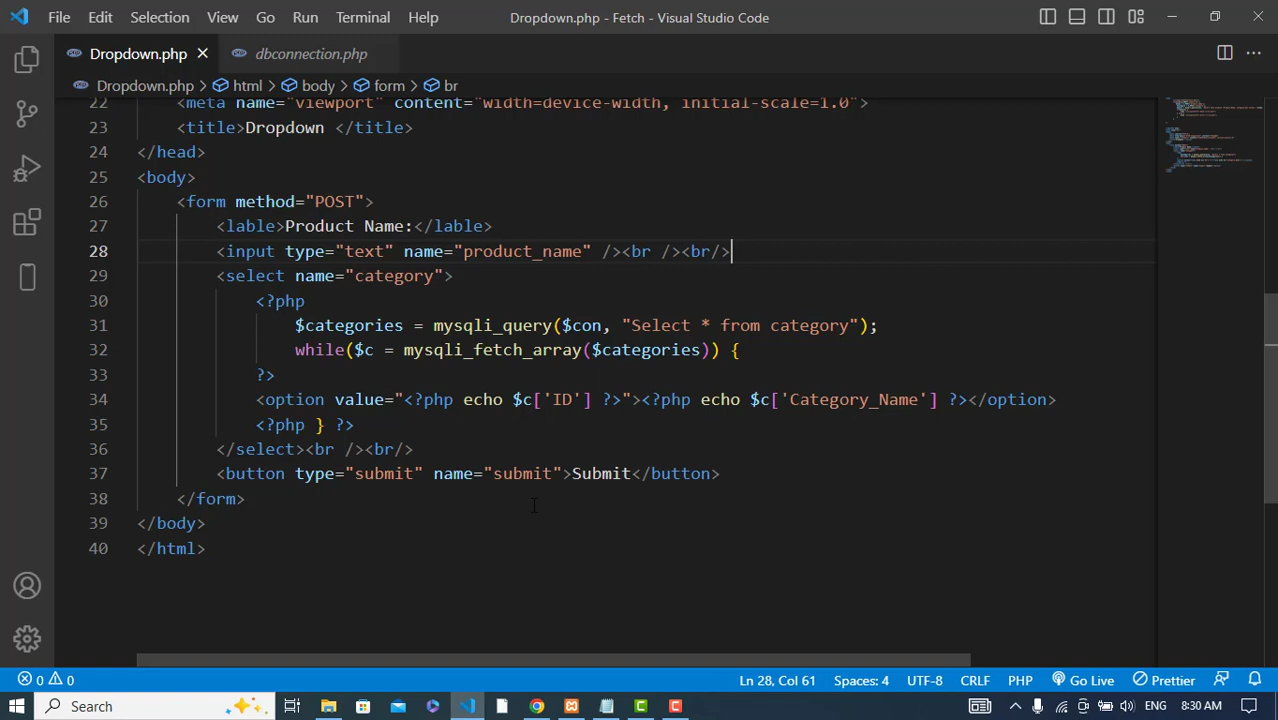 File Edit Selection View Go Run Terminal Help Dropdown.php - Fetch - Visual Studio Code
Dropdown.php dbconnection.php
Dropdown.php > html > body > form > br
22 <meta name="viewport" content="width=device-width, initial-scale=1.0">
23 <title>Dropdown </title>
24 </head>
25 <body>
26 <form method="POST">
27 <lable>Product Name:</lable>
28 <input type="text" name="product_name" /><br /><br/>
29 <select name="category">
30 <?php
31 $categories = mysqli_query($con, "Select * from category");
32 while($c = mysqli_fetch_array($categories)) {
33 ?>
34 <option value="<?php echo $c['ID'] ?>"><?php echo $c['Category_Name'] ?></option>
35 <?php } ?>
36 </select><br /><br/>
37 <button type="submit" name="submit">Submit</button>
38 </form>
39 </body>
40 </html>
0 0 Ln 28, Col 61 Spaces: 4 UTF-8 CRLF PHP Go Live Prettier
Search ENG 8:30 AM